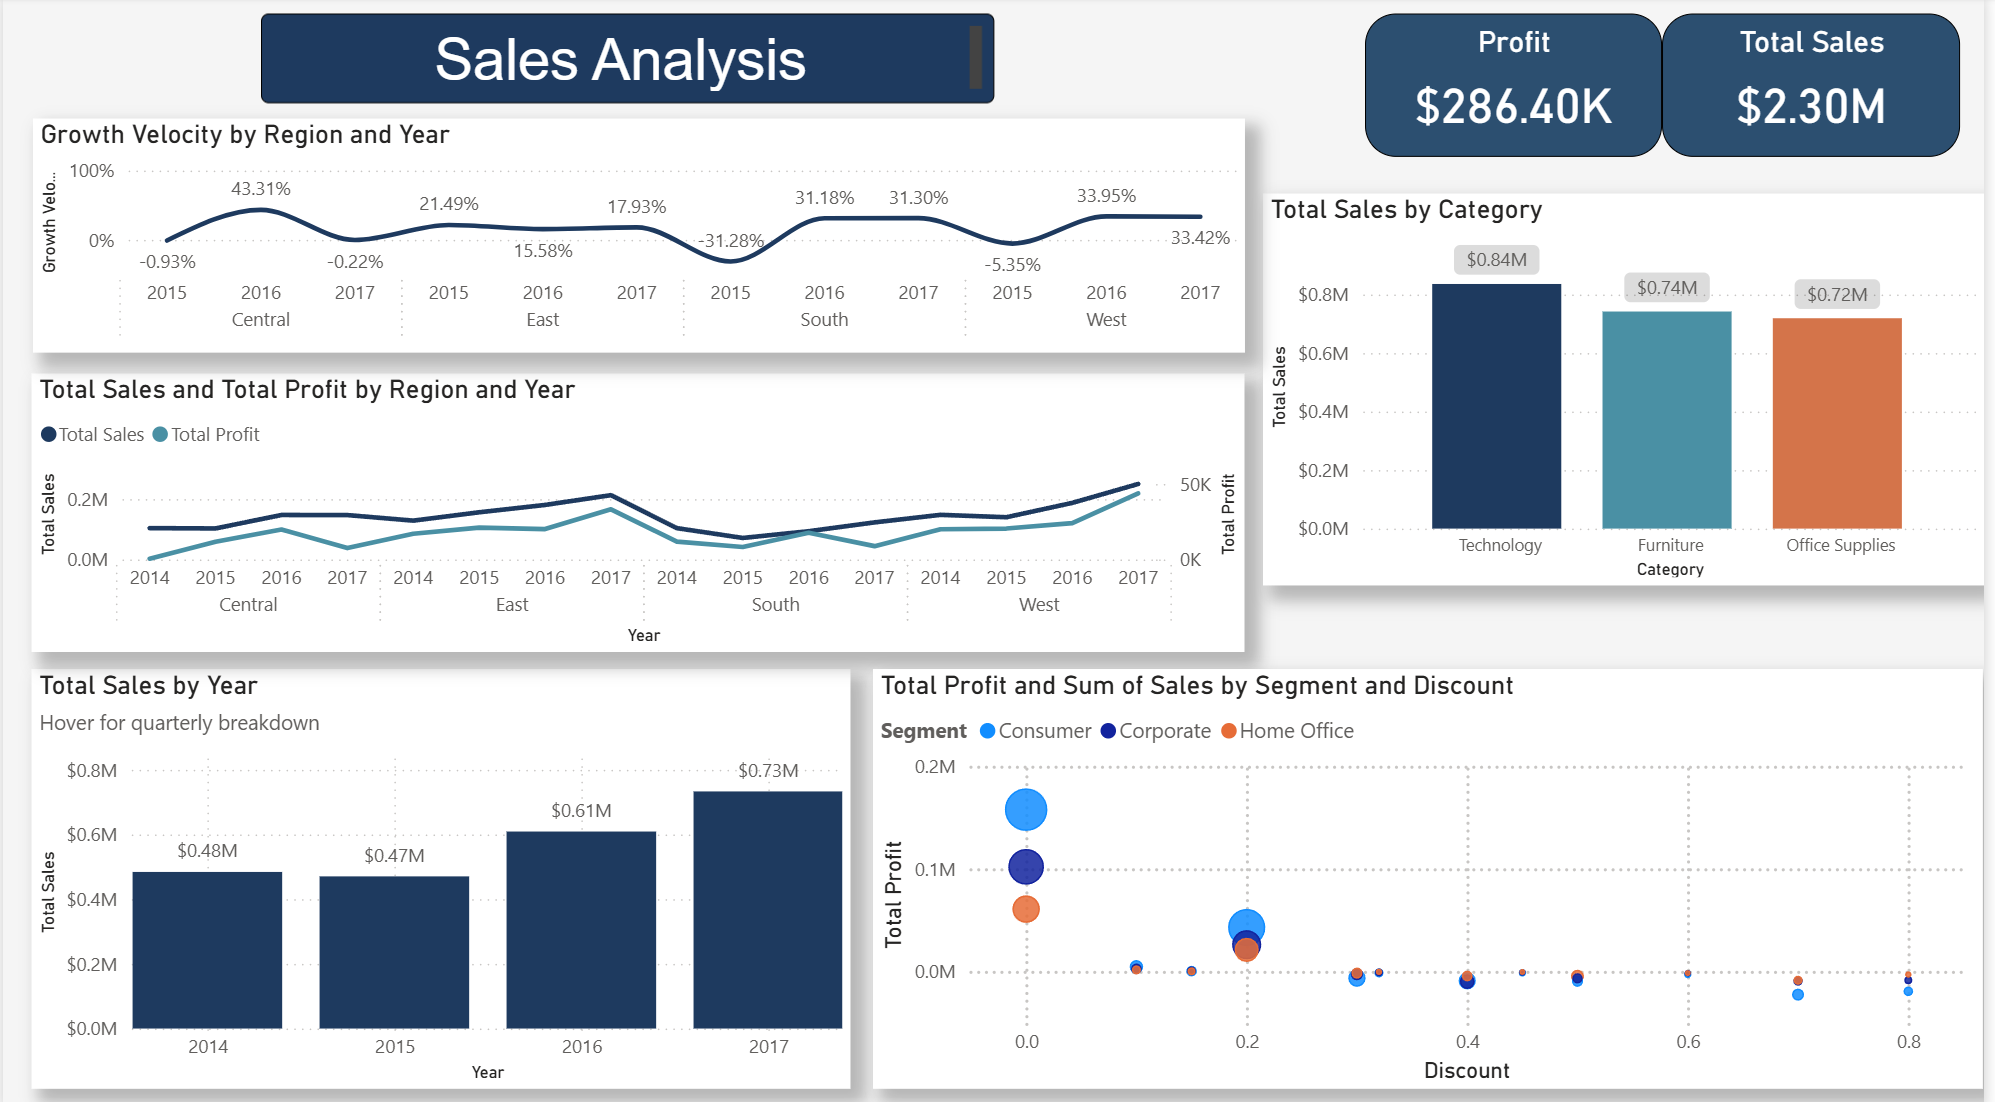 Sales Analysis
Profit
$286.40K
Total Sales
$2.30M
Growth Velocity by Region and Year
Growth Velo...
100%
0%
-0.93%
43.31%
-0.22%
21.49%
15.58%
17.93%
-31.28%
31.18%
31.30%
-5.35%
33.95%
33.42%
2015 2016 2017 2015 2016 2017 2015 2016 2017 2015 2016 2017
Central East South West
Total Sales by Category
Total Sales
$0.8M
$0.6M
$0.4M
$0.2M
$0.0M
$0.84M
$0.74M
$0.72M
Technology Furniture Office Supplies
Category
Total Sales and Total Profit by Region and Year
Total Sales Total Profit
Total Sales
0.2M
0.0M
50K
0K
Total Profit
2014 2015 2016 2017 2014 2015 2016 2017 2014 2015 2016 2017 2014 2015 2016 2017
Central East South West
Year
Total Sales by Year
Hover for quarterly breakdown
Total Sales
$0.8M
$0.6M
$0.4M
$0.2M
$0.0M
$0.48M
$0.47M
$0.61M
$0.73M
2014 2015 2016 2017
Year
Total Profit and Sum of Sales by Segment and Discount
Segment Consumer Corporate Home Office
Total Profit
0.2M
0.1M
0.0M
0.0 0.2 0.4 0.6 0.8
Discount